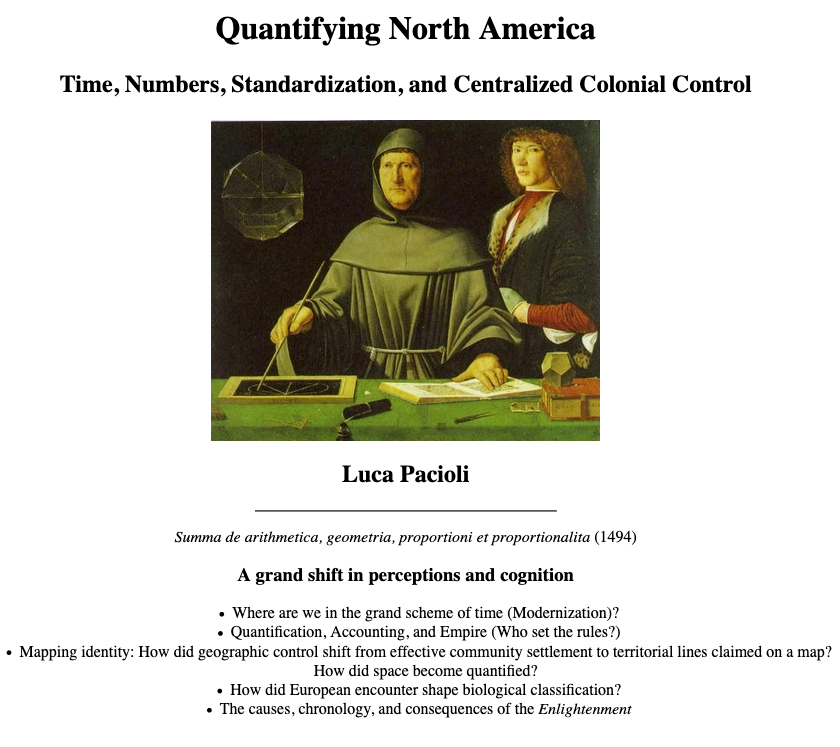 Quantifying North America
Time, Numbers, Standardization, and Centralized Colonial Control
Luca Pacioli
Summa de arithmetica, geometria, proportioni et proportionalita (1494)
A grand shift in perceptions and cognition
• Where are we in the grand scheme of time (Modernization)?
• Quantification, Accounting, and Empire (Who set the rules?)
• Mapping identity: How did geographic control shift from effective community settlement to territorial lines claimed on a map?
How did space become quantified?
• How did European encounter shape biological classification?
• The causes, chronology, and consequences of the Enlightenment